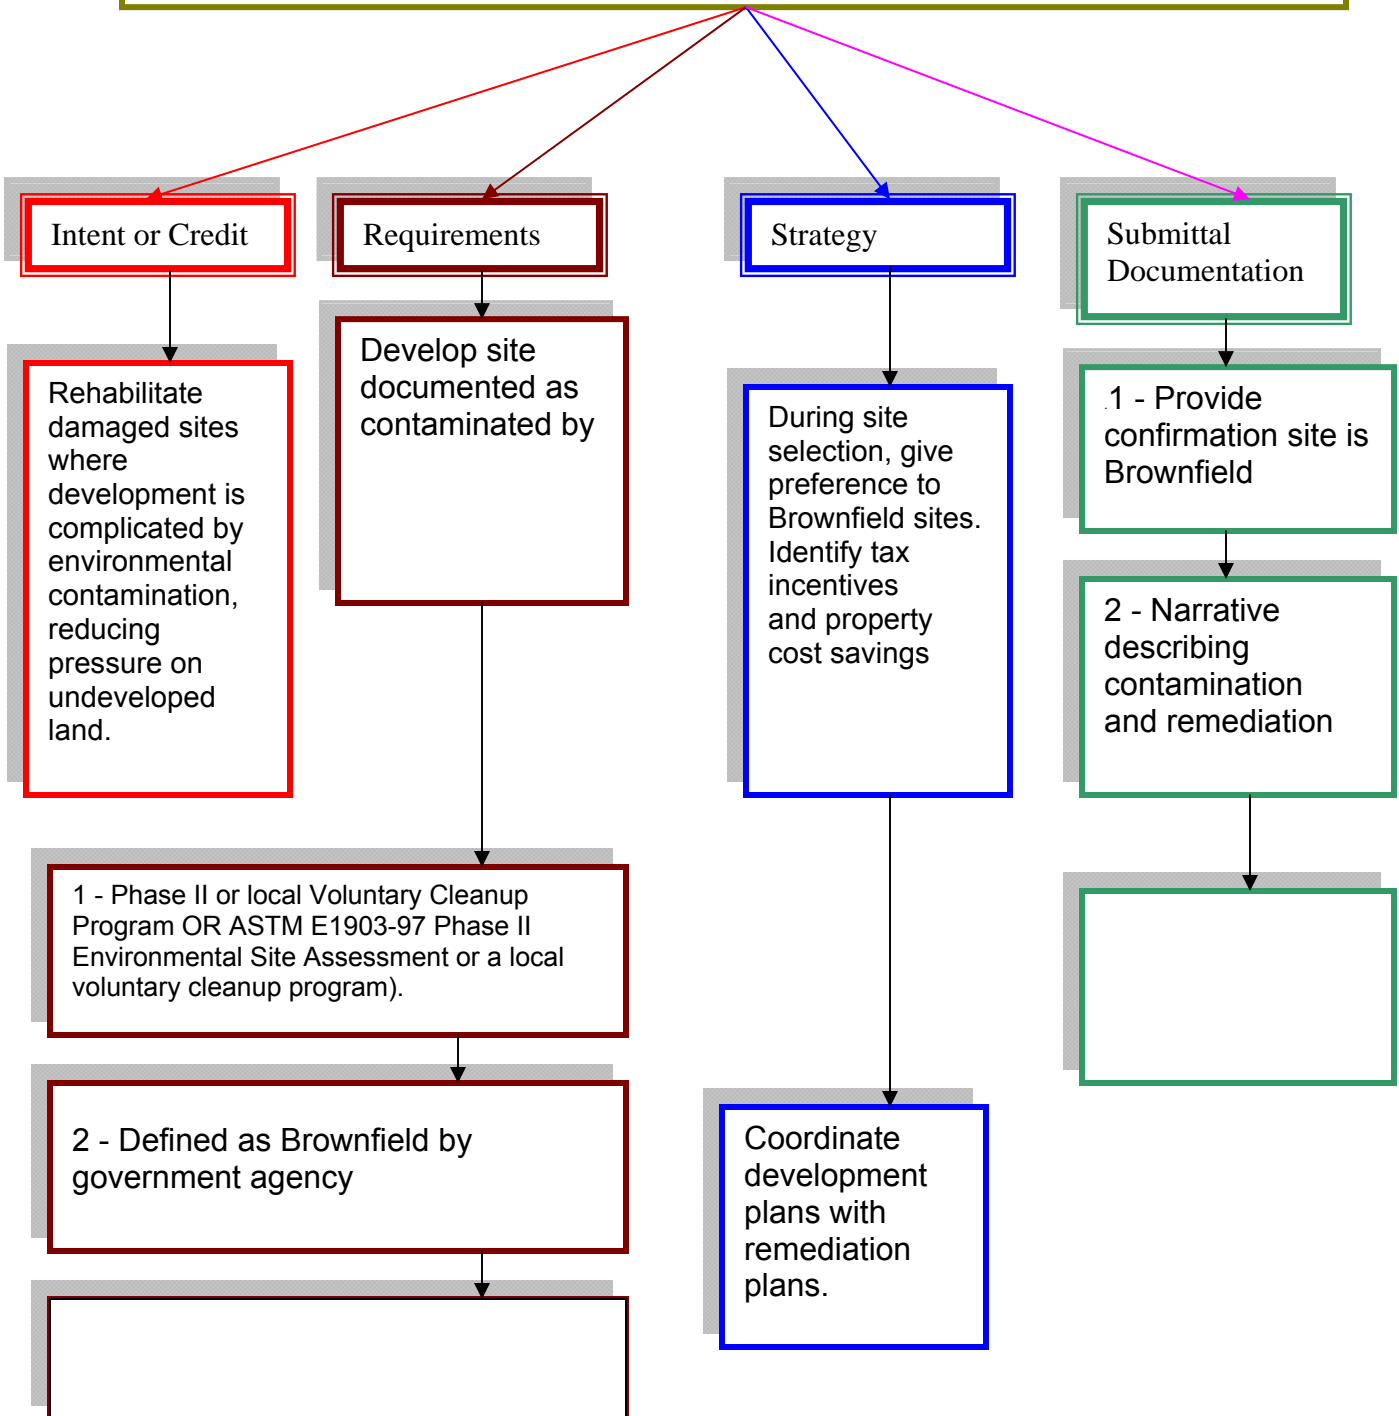 Intent or Credit
Requirements
Strategy
Submittal
Documentation
Rehabilitate
damaged sites
where
development is
complicated by
environmental
contamination,
reducing
pressure on
undeveloped
land.
Develop site
documented as
contaminated by
During site
selection, give
preference to
Brownfield sites.
Identify tax
incentives
and property
cost savings
.1 - Provide
confirmation site is
Brownfield
2 - Narrative
describing
contamination
and remediation
1 - Phase II or local Voluntary Cleanup
Program OR ASTM E1903-97 Phase II
Environmental Site Assessment or a local
voluntary cleanup program).
2 - Defined as Brownfield by
government agency
Coordinate
development
plans with
remediation
plans.